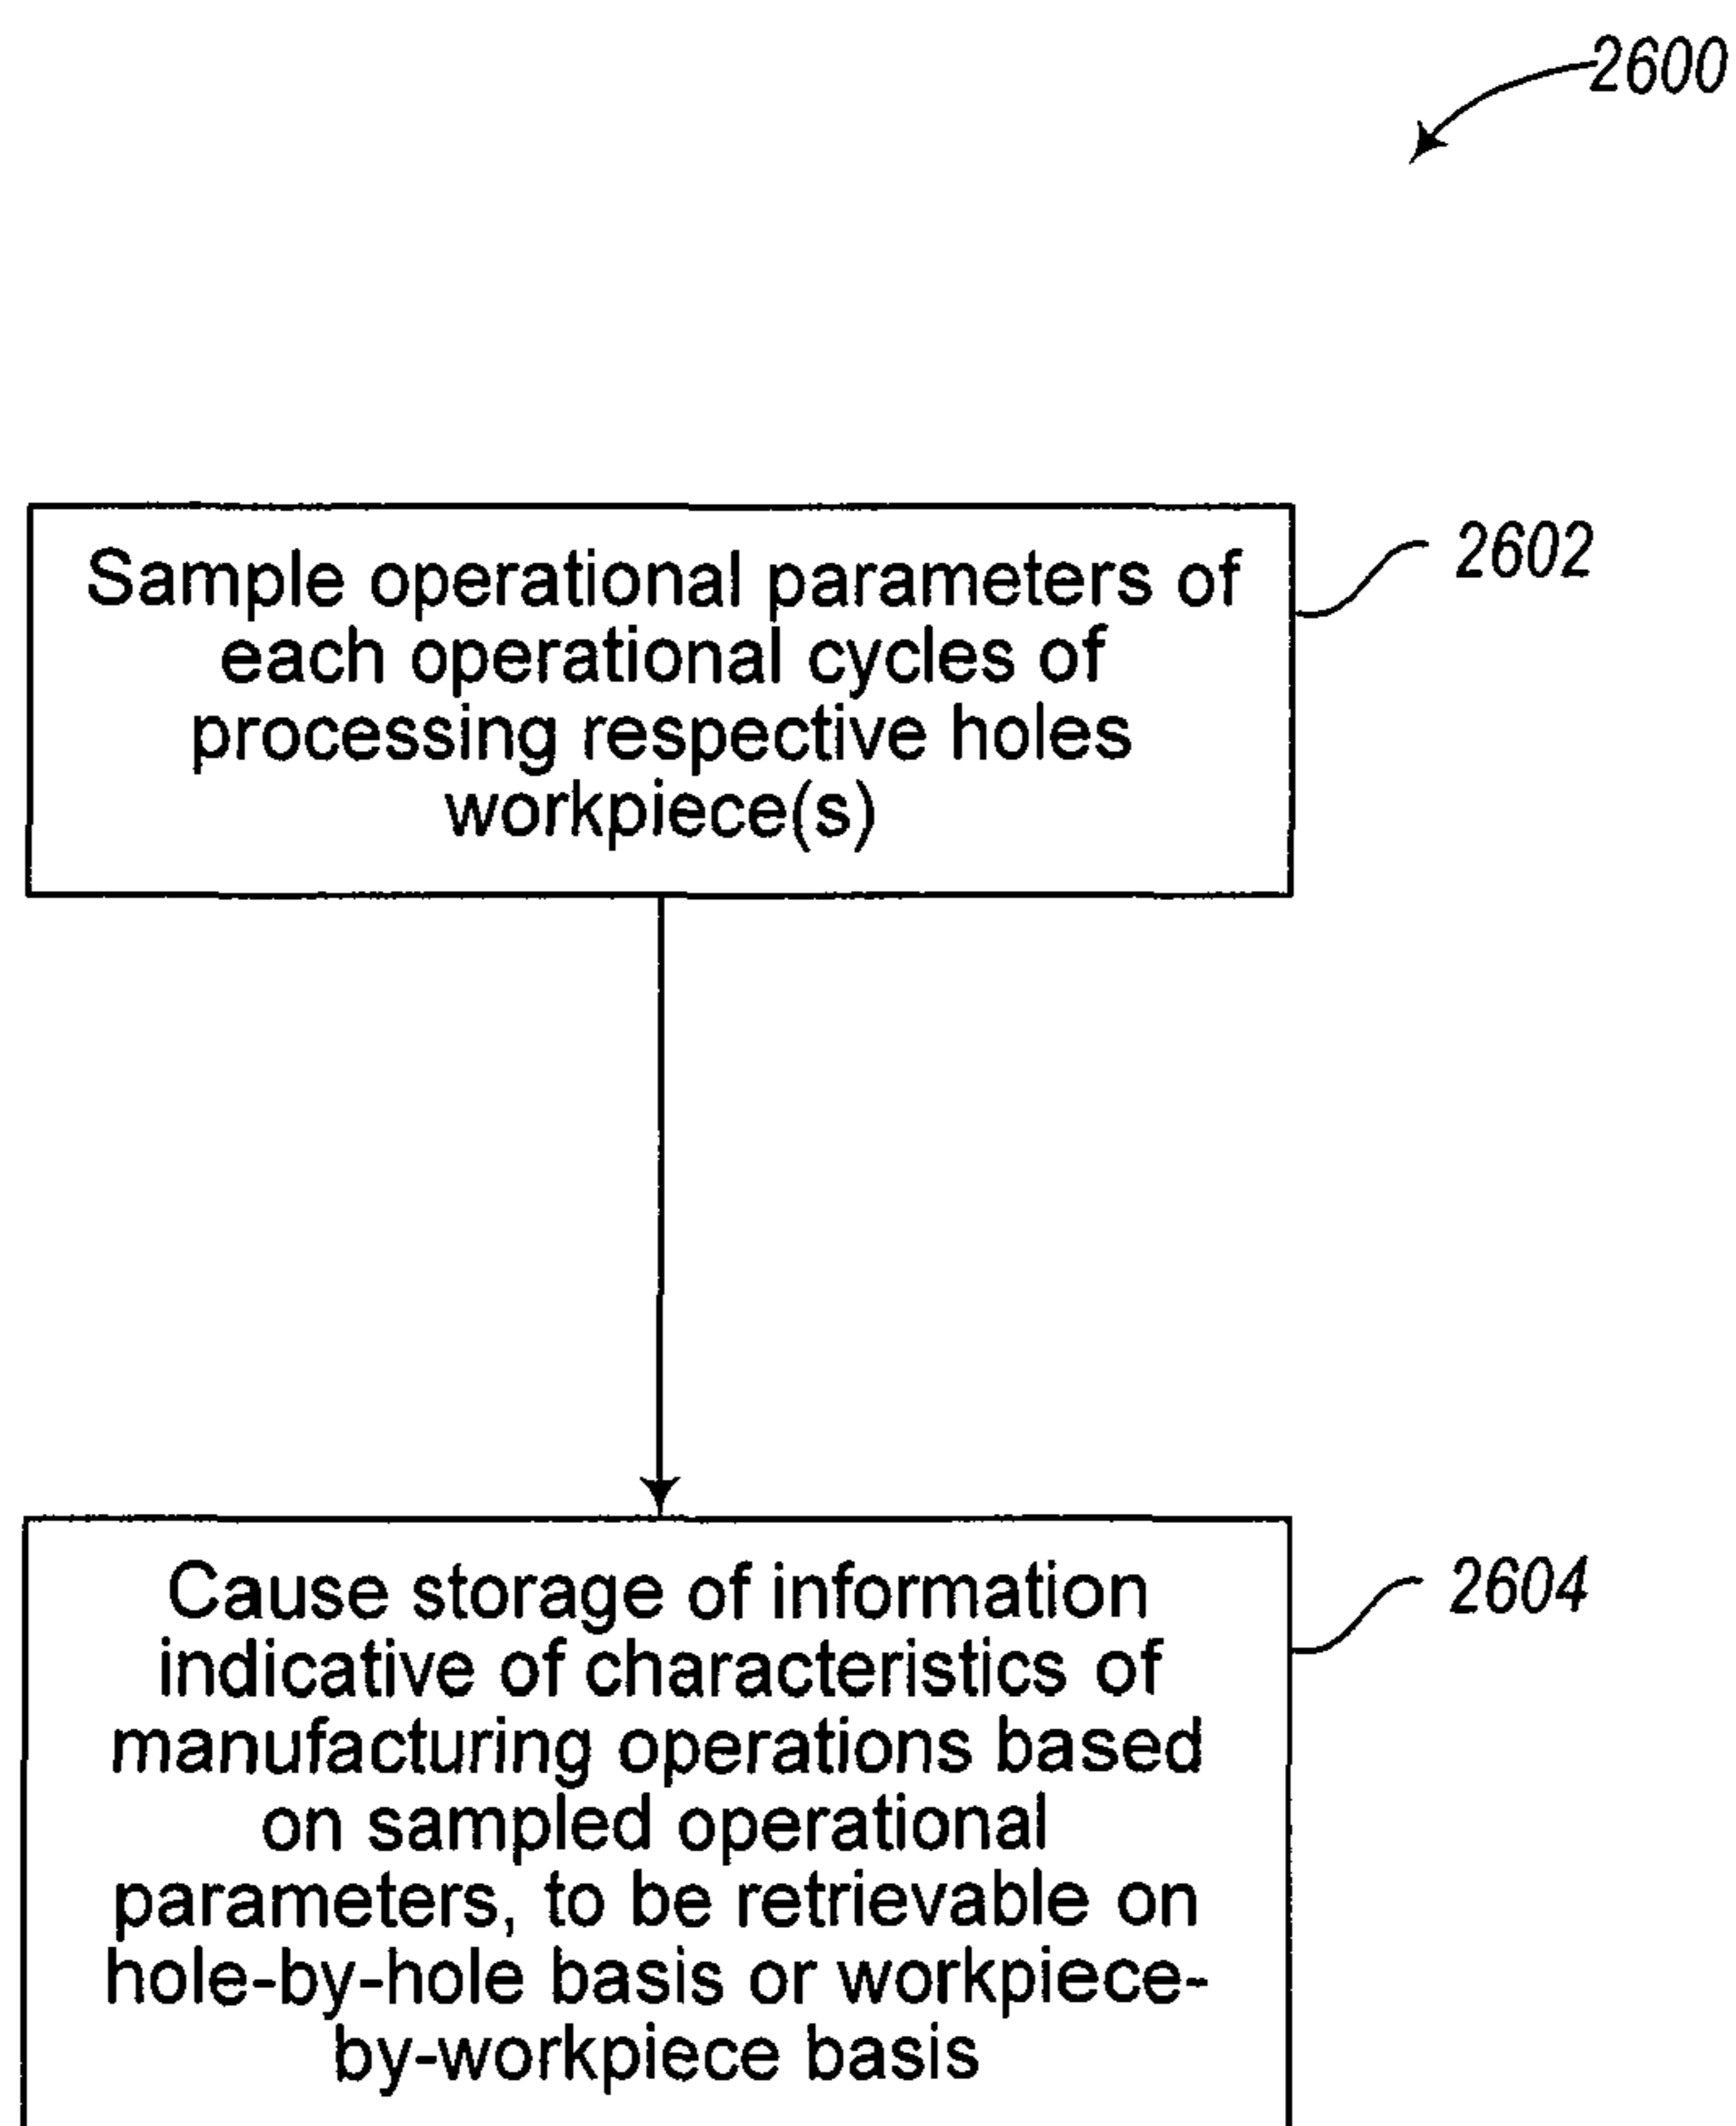 2600
Sample operational parameters of
2602
each operational cycles of
processing respective holes
workpiece(s)
Cause storage of information
2604
indicative of characteristics of
manufacturing operations based
on sampled operational
parameters, to be retrievable on
hole-by-hole basis or workpiece-
by-workpiece basis